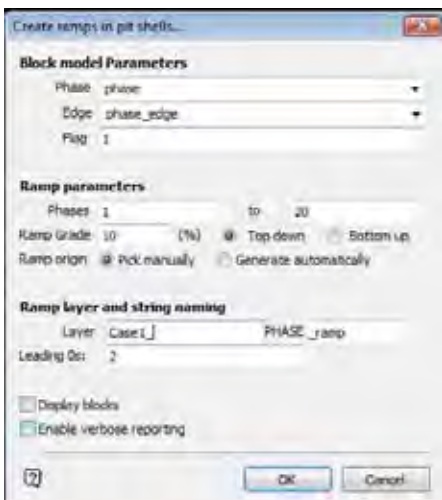 Create ramps in pit shells...
Block model Parameters
Phase phase
Edge phase_edge
Flag 1
Ramp parameters
Phases 1 to 20
Ramp Grade 10 (%) Top down Bottom up
Ramp origin Pick manually Generate automatically
Ramp layer and string naming
Layer Case1_ PHASE _ramp
Leading 0s: 2
Display blocks
Enable verbose reporting
? OK Cancel